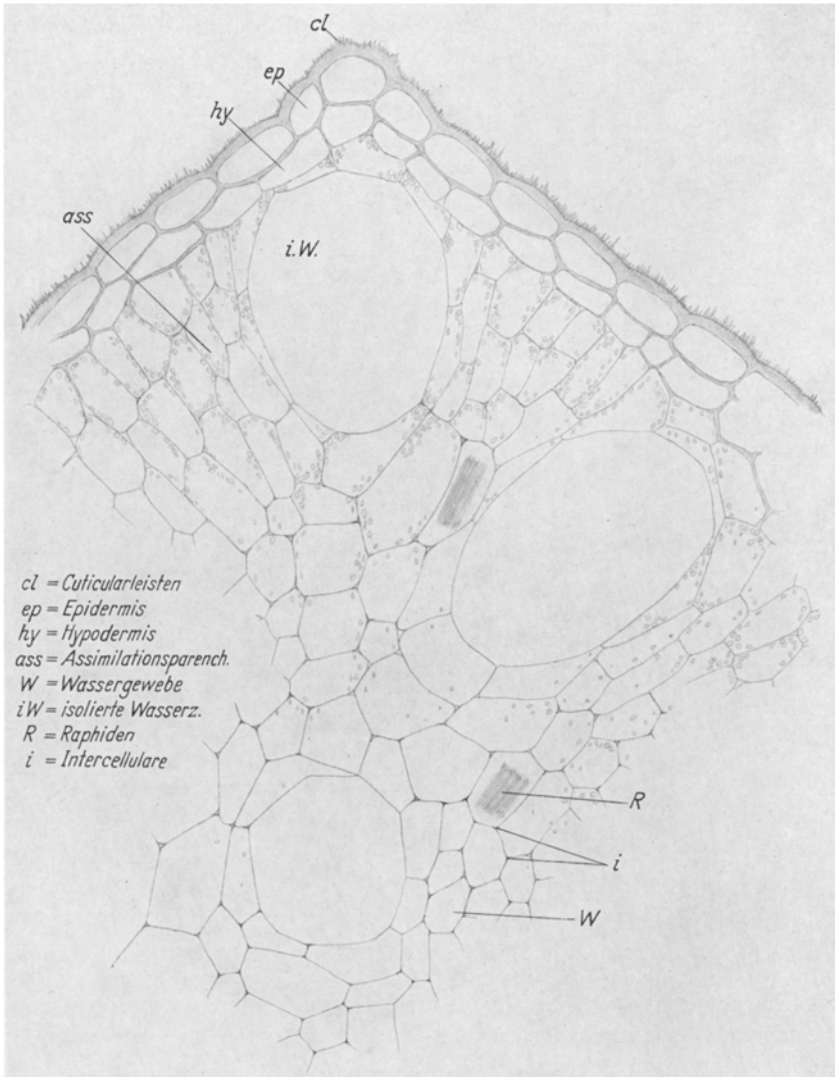 cl
ep
hy
ass
i.W.
cl = Cuticularleisten
ep = Epidermis
hy = Hypodermis
ass = Assimilationsparench.
W = Wassergewebe
iW = isolierte Wasserz.
R = Raphiden
i = Intercellulare
R
i
W